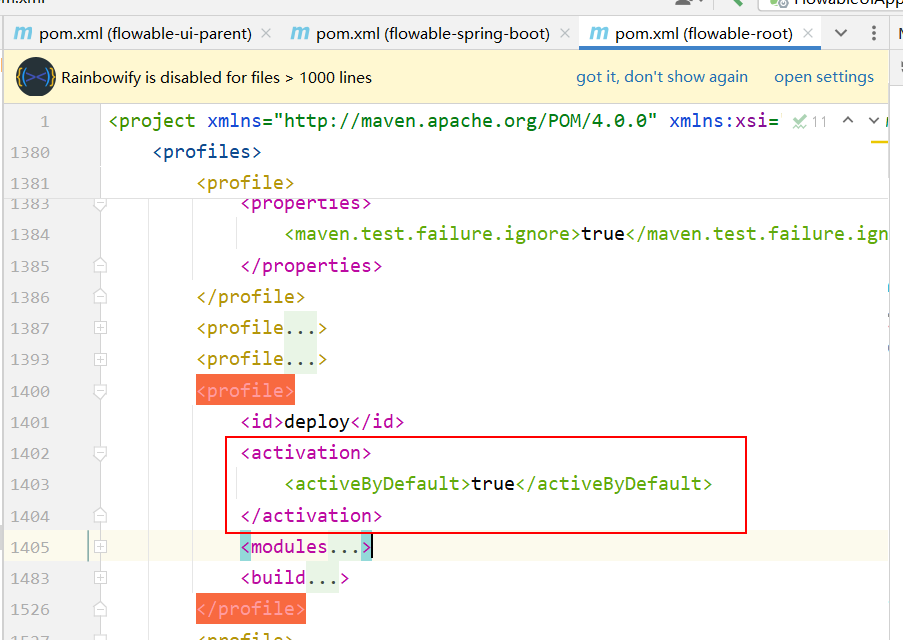 m.xml
m pom.xml (flowable-ui-parent) ×
m pom.xml (flowable-spring-boot) ×
m pom.xml (flowable-root) ×
Rainbowify is disabled for files > 1000 lines
got it, don't show again
open settings
1 <project xmlns="http://maven.apache.org/POM/4.0.0" xmlns:xsi= 11
1380 <profiles>
1381 <profile>
1383 <properties>
1384 <maven.test.failure.ignore>true</maven.test.failure.ign
1385 </properties>
1386 </profile>
1387 <profile...>
1393 <profile...>
1400 <profile>
1401 <id>deploy</id>
1402 <activation>
1403 <activeByDefault>true</activeByDefault>
1404 </activation>
1405 <modules...>
1483 <build...>
1526 </profile>
1527 <profile>